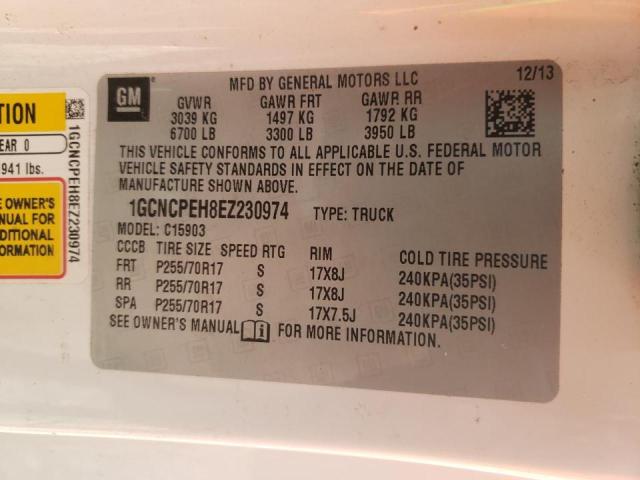 TION
EAR 0
941 lbs.
E OWNER'S
NUAL FOR
DITIONAL
ORMATION
1GCNCPEH8EZ230974
GM
MFD BY GENERAL MOTORS LLC 12/13
GVWR GAWR FRT GAWR RR
3039 KG 1497 KG 1792 KG
6700 LB 3300 LB 3950 LB
THIS VEHICLE CONFORMS TO ALL APPLICABLE U.S. FEDERAL MOTOR
VEHICLE SAFETY STANDARDS IN EFFECT ON THE DATE OF
MANUFACTURE SHOWN ABOVE.
1GCNCPEH8EZ230974 TYPE: TRUCK
MODEL: C15903
CCCB TIRE SIZE SPEED RTG RIM COLD TIRE PRESSURE
FRT P255/70R17 S 17X8J 240KPA(35PSI)
RR P255/70R17 S 17X8J 240KPA(35PSI)
SPA P255/70R17 S 17X7.5J 240KPA(35PSI)
SEE OWNER'S MANUAL FOR MORE INFORMATION.